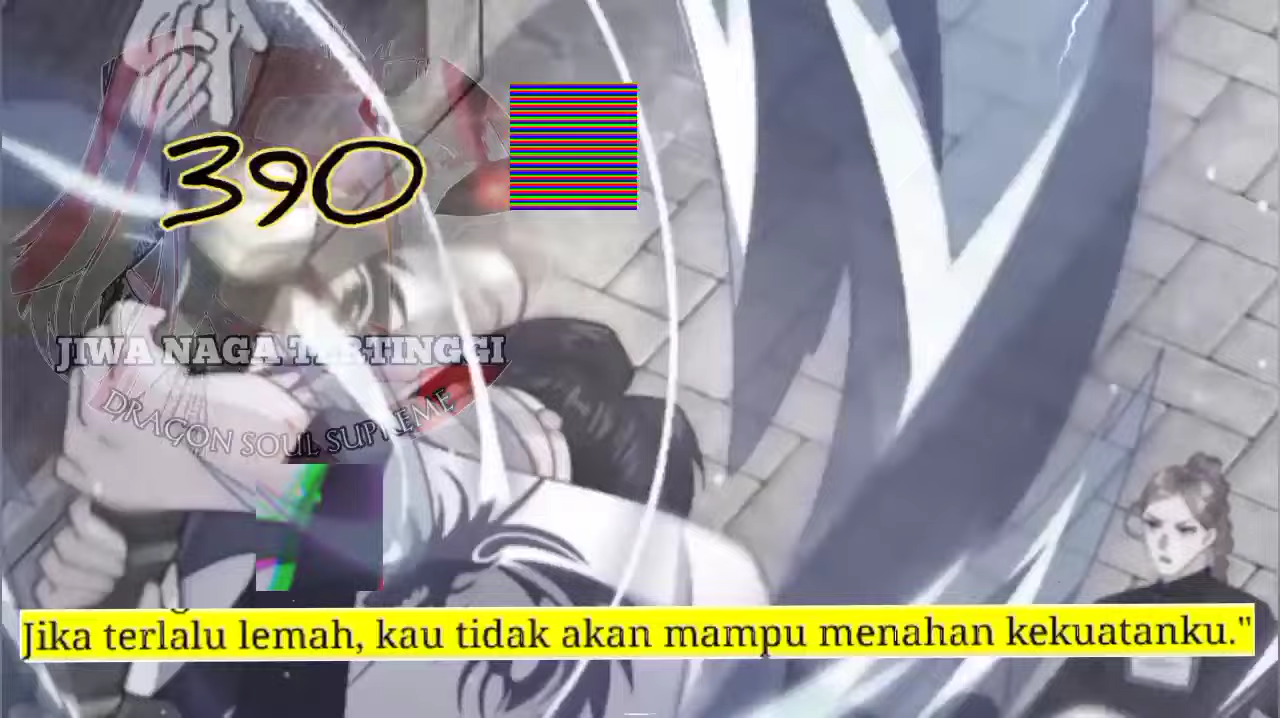 390
JIWA NAGA TERTINGGI
DRAGON SOUL SUPREME
Jika terlalu lemah, kau tidak akan mampu menahan kekuatanku."